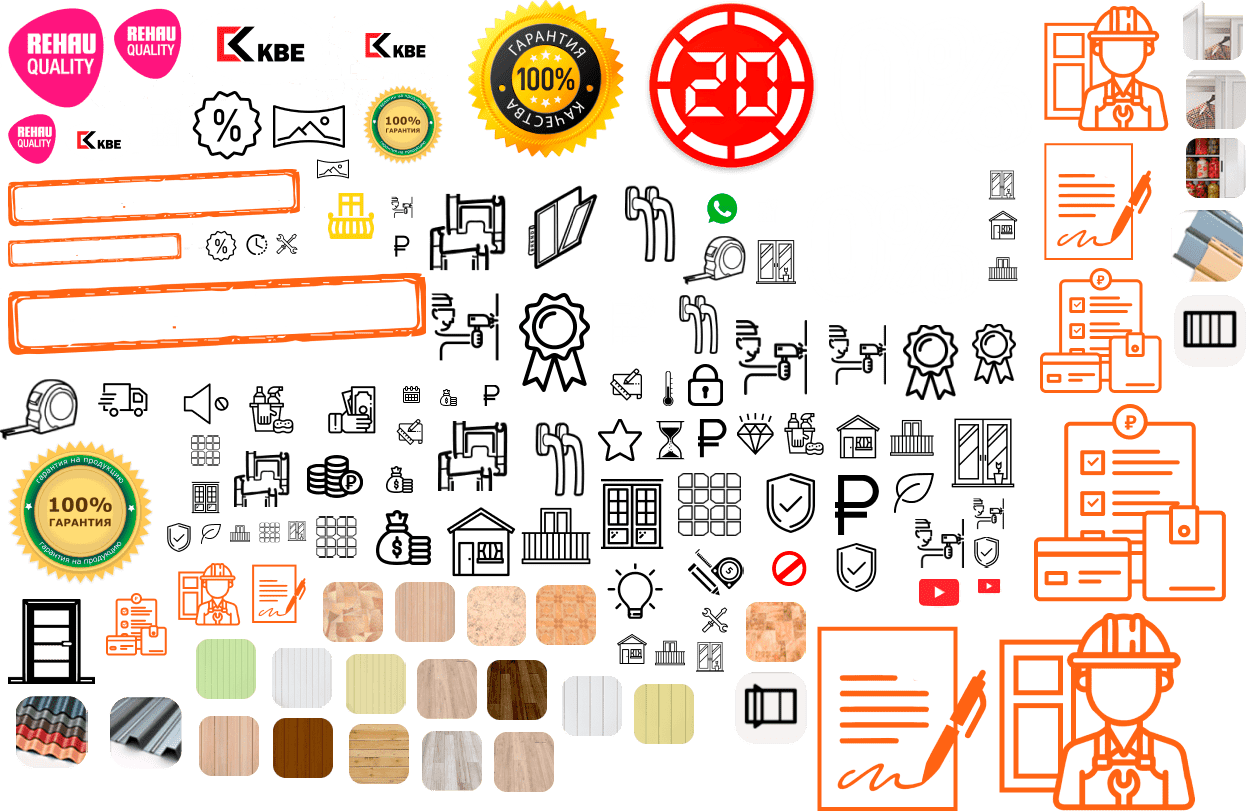 REHAU
QUALITY
REHAU
QUALITY
KBE
KBE
ГАРАНТИЯ
100%
КАЧЕСТВА
20
REHAU
QUALITY
KBE
%
100%
ГАРАНТИЯ
%
₽
₽
₽
₽
₽
₽
гарантия на продукцию
100%
ГАРАНТИЯ
гарантия на продукцию
$
$
₽
$
₽
₽